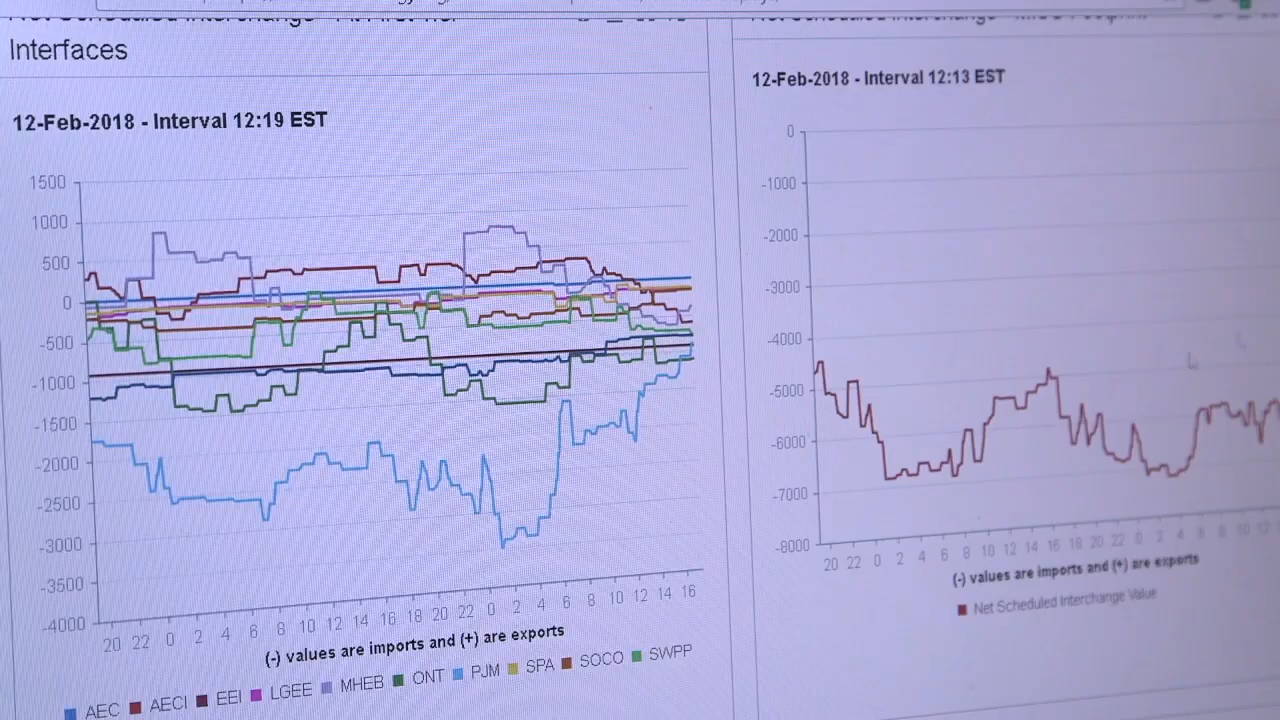 Interfaces
12-Feb-2018 - Interval 12:19 EST
1500
1000
500
0
-500
-1000
-1500
-2000
-2500
-3000
-3500
-4000
20 22 0 2 4 6 8 10 12 14 16 18 20 22 0 2 4 6 8 10 12 14 16
(-) values are imports and (+) are exports
AEC AECI EEI LGEE MHEB ONT PJM SPA SOCO SWPP
12-Feb-2018 - Interval 12:13 EST
0
-1000
-2000
-3000
-4000
-5000
-6000
-7000
-8000
20 22 0 2 4 6 8 10 12 14 16 18 20 22 0 2 4 6 8 10 12
(-) values are imports and (+) are exports
Net Scheduled Interchange Value